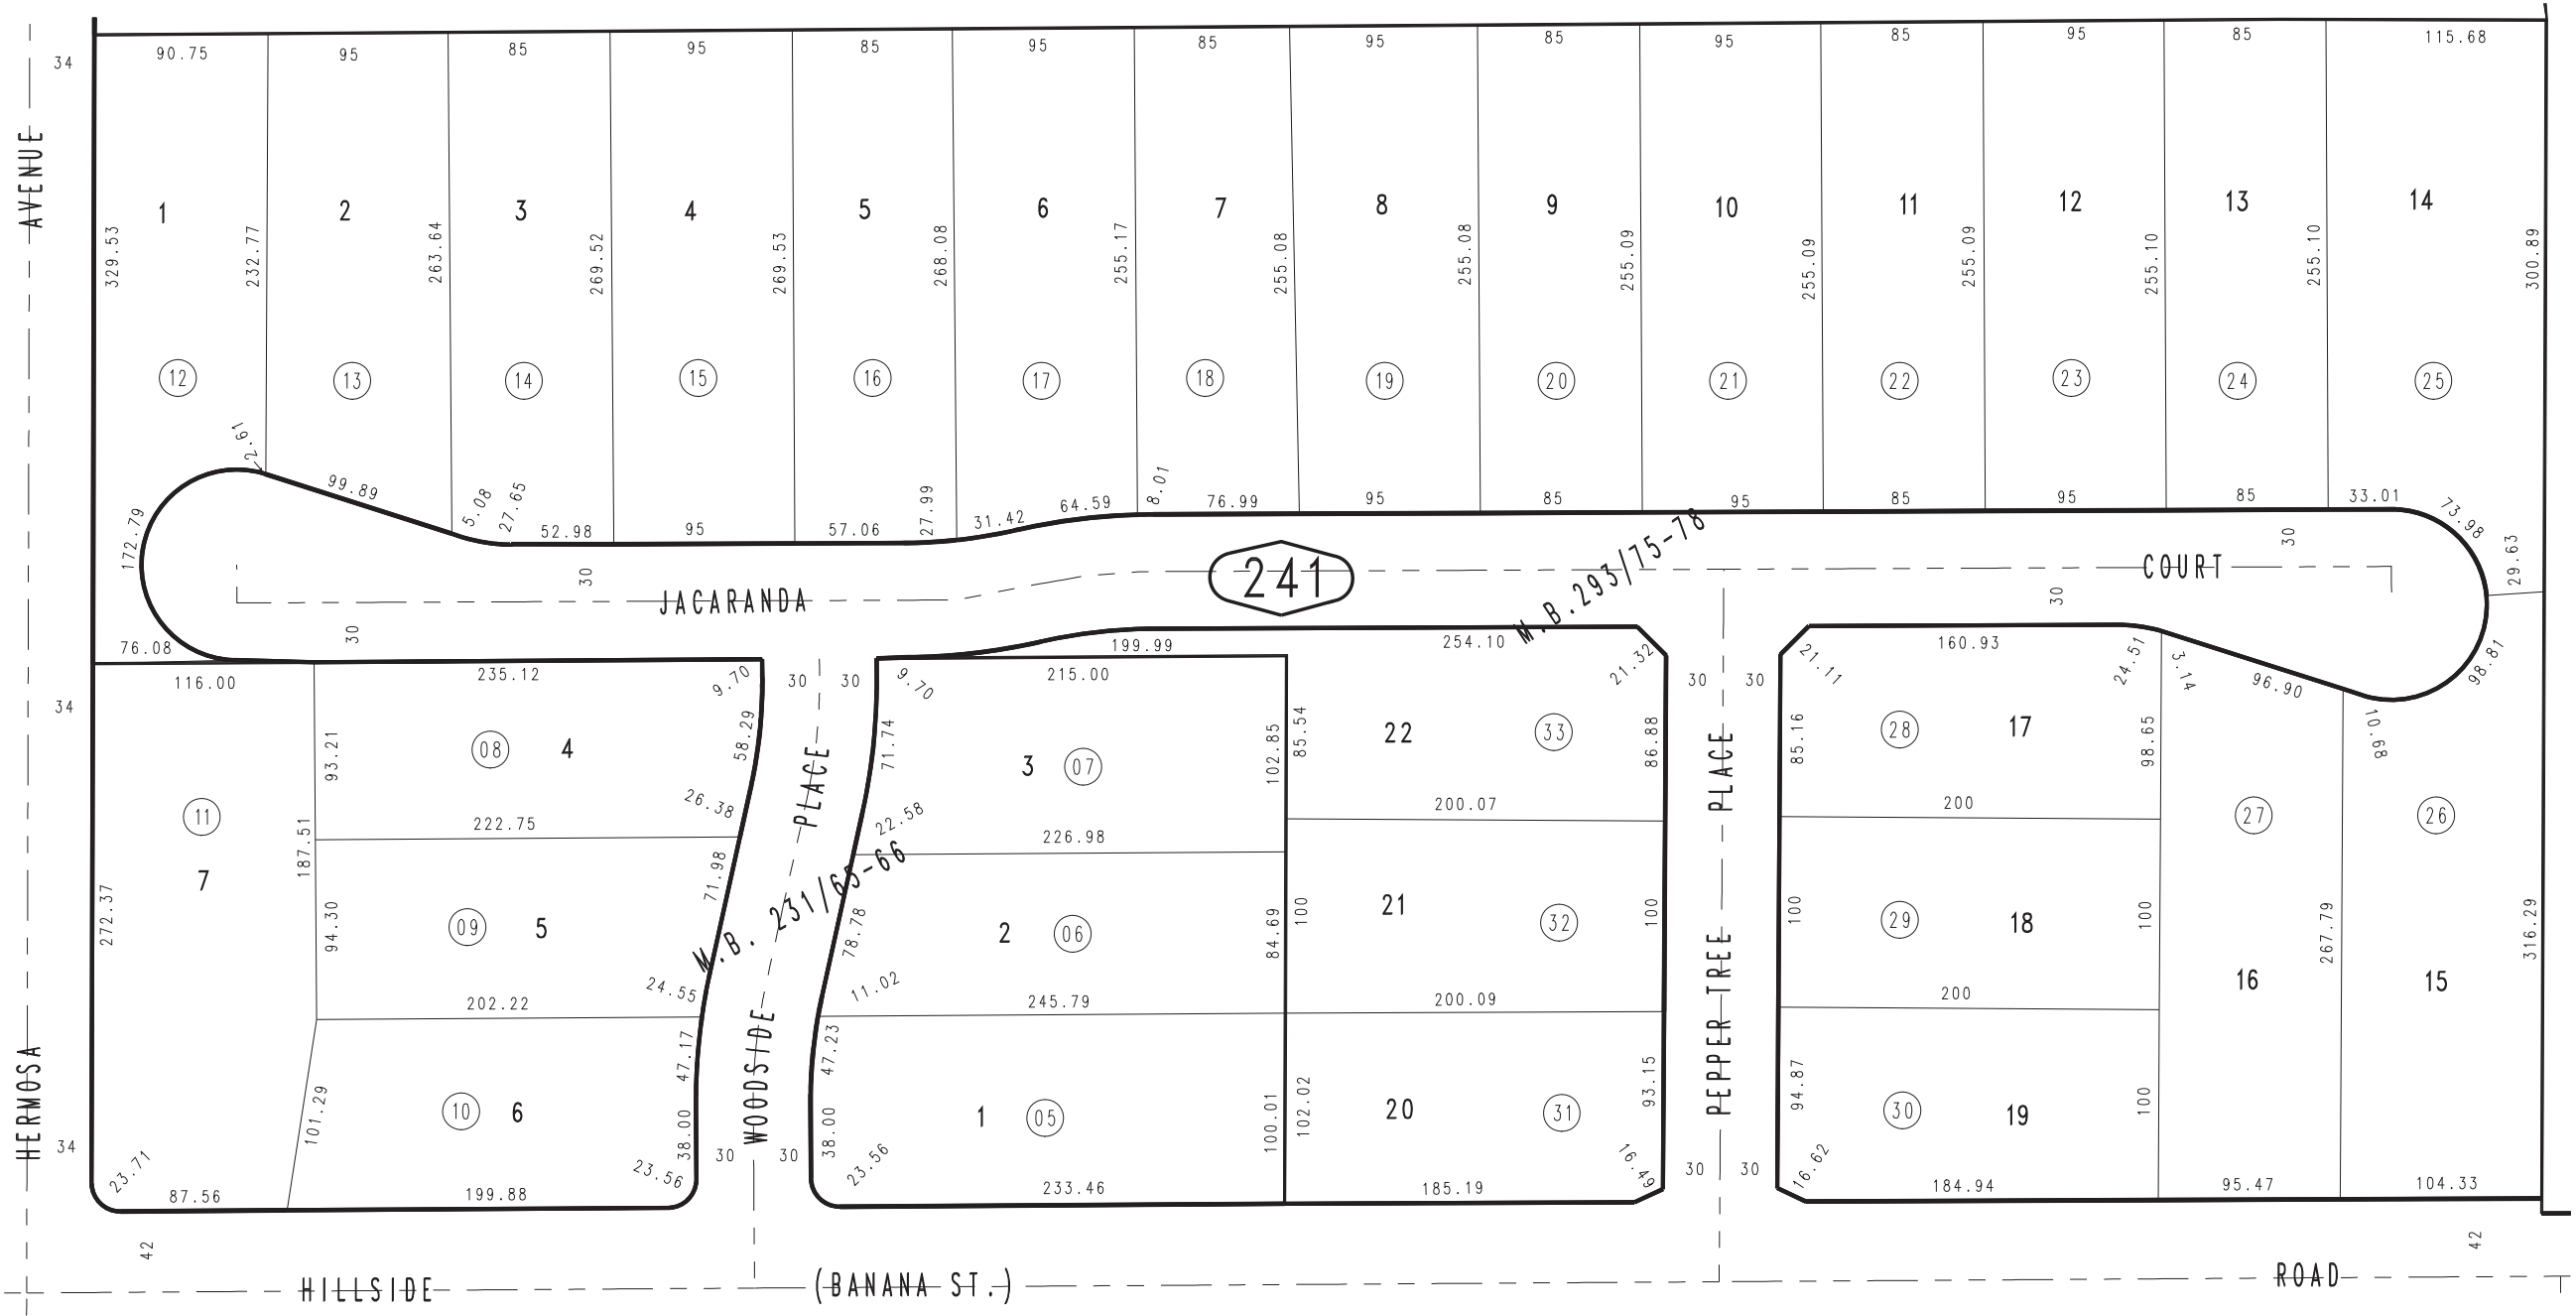 90.75 95 85 95 85 95 85 95 85 95 85 95 85 115.68
34
AVENUE
1 2 3 4 5 6 7 8 9 10 11 12 13 14
329.53 232.77 263.64 269.52 269.53 268.08 255.17 255.08 255.08 255.09 255.09 255.09 255.10 255.10 300.89
12 13 14 15 16 17 18 19 20 21 22 23 24 25
2.61
172.79 99.89 5.08 27.65 52.98 95 57.06 27.99 31.42 64.59 8.01 76.99 95 85 95 85 95 85 33.01 73.98
29.63
30 30
JACARANDA
241
M.B.293/75-78
COURT
30 30
76.08
116.00 235.12 9.70 30 30 9.70 215.00
199.99
254.10
21.32 30 30 21.11
160.93
24.51 3.14 96.90 98.81
10.68
34
93.21 08 4 58.29
26.38
222.75
71.74 3 07 102.85
22.58
226.98
85.54 22 33 86.88
200.07
85.16 28 17 98.65
200
11
7
187.51
272.37
94.30 09 5 71.98
24.55
202.22
M.B. 231/65-66
78.78 2 06 84.69
11.02
245.79
100 21 32 100
200.09
100 29 18 100
200
27
16
267.79
26
15
316.29
HERMOSA
34
23.71
87.56
101.29
10 6
47.17
38.00
23.56
199.88
WOODSIDE PLACE
30 30
47.23
38.00
23.56
1 05
100.01
233.46
102.02 20 31 93.15
16.49
185.19
PEPPER TREE PLACE
30 30
94.87 30 19 100
16.62
184.94
95.47
104.33
42
HILLSIDE
(BANANA ST.)
ROAD
42